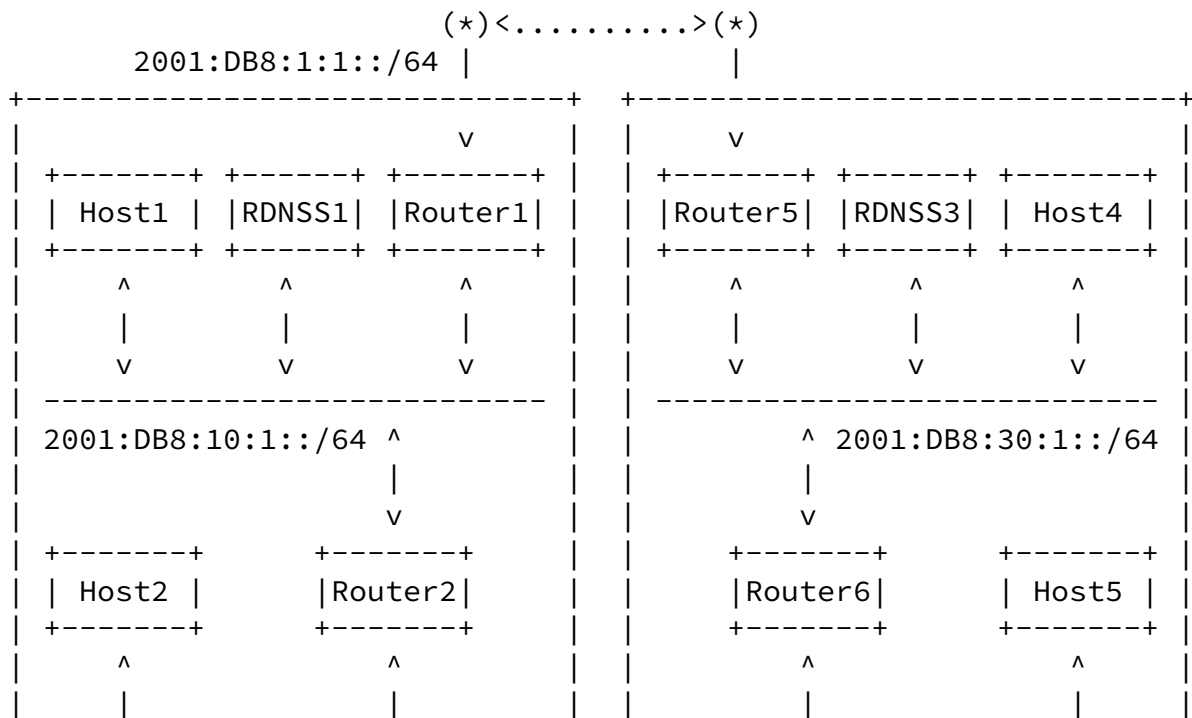 (*)<..........>(*)
2001:DB8:1:1::/64
Host1 RDNSS1 Router1 Router5 RDNSS3 Host4
2001:DB8:10:1::/64 2001:DB8:30:1::/64
Host2 Router2 Router6 Host5